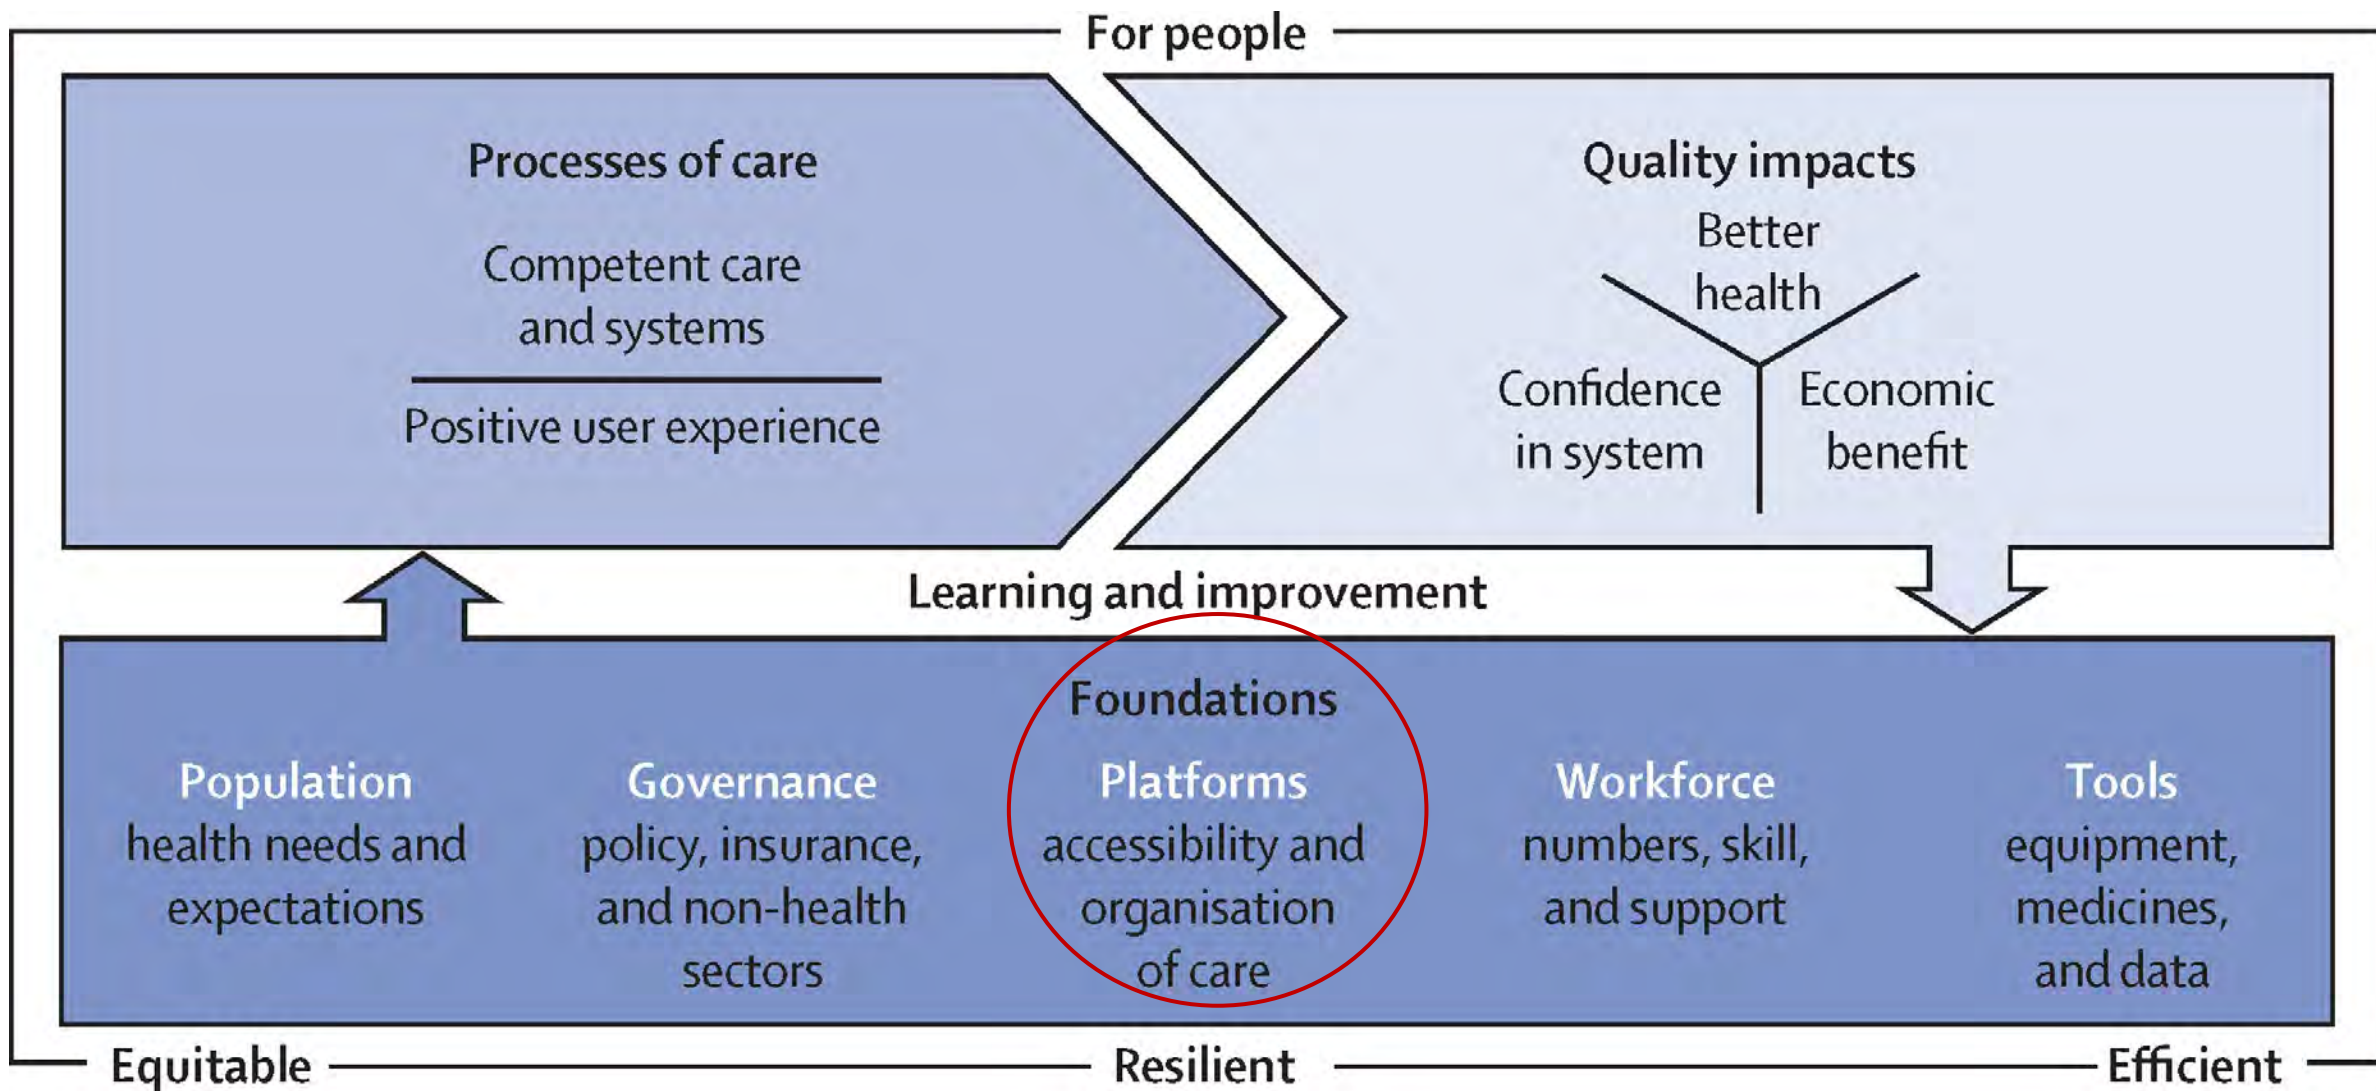 For people
Processes of care
Competent care
and systems
Positive user experience
Quality impacts
Better
health
Confidence
in system
Economic
benefit
Learning and improvement
Foundations
Population
health needs and
expectations
Governance
policy, insurance,
and non-health
sectors
Platforms
accessibility and
organisation
of care
Workforce
numbers, skill,
and support
Tools
equipment,
medicines,
and data
Equitable
Resilient
Efficient